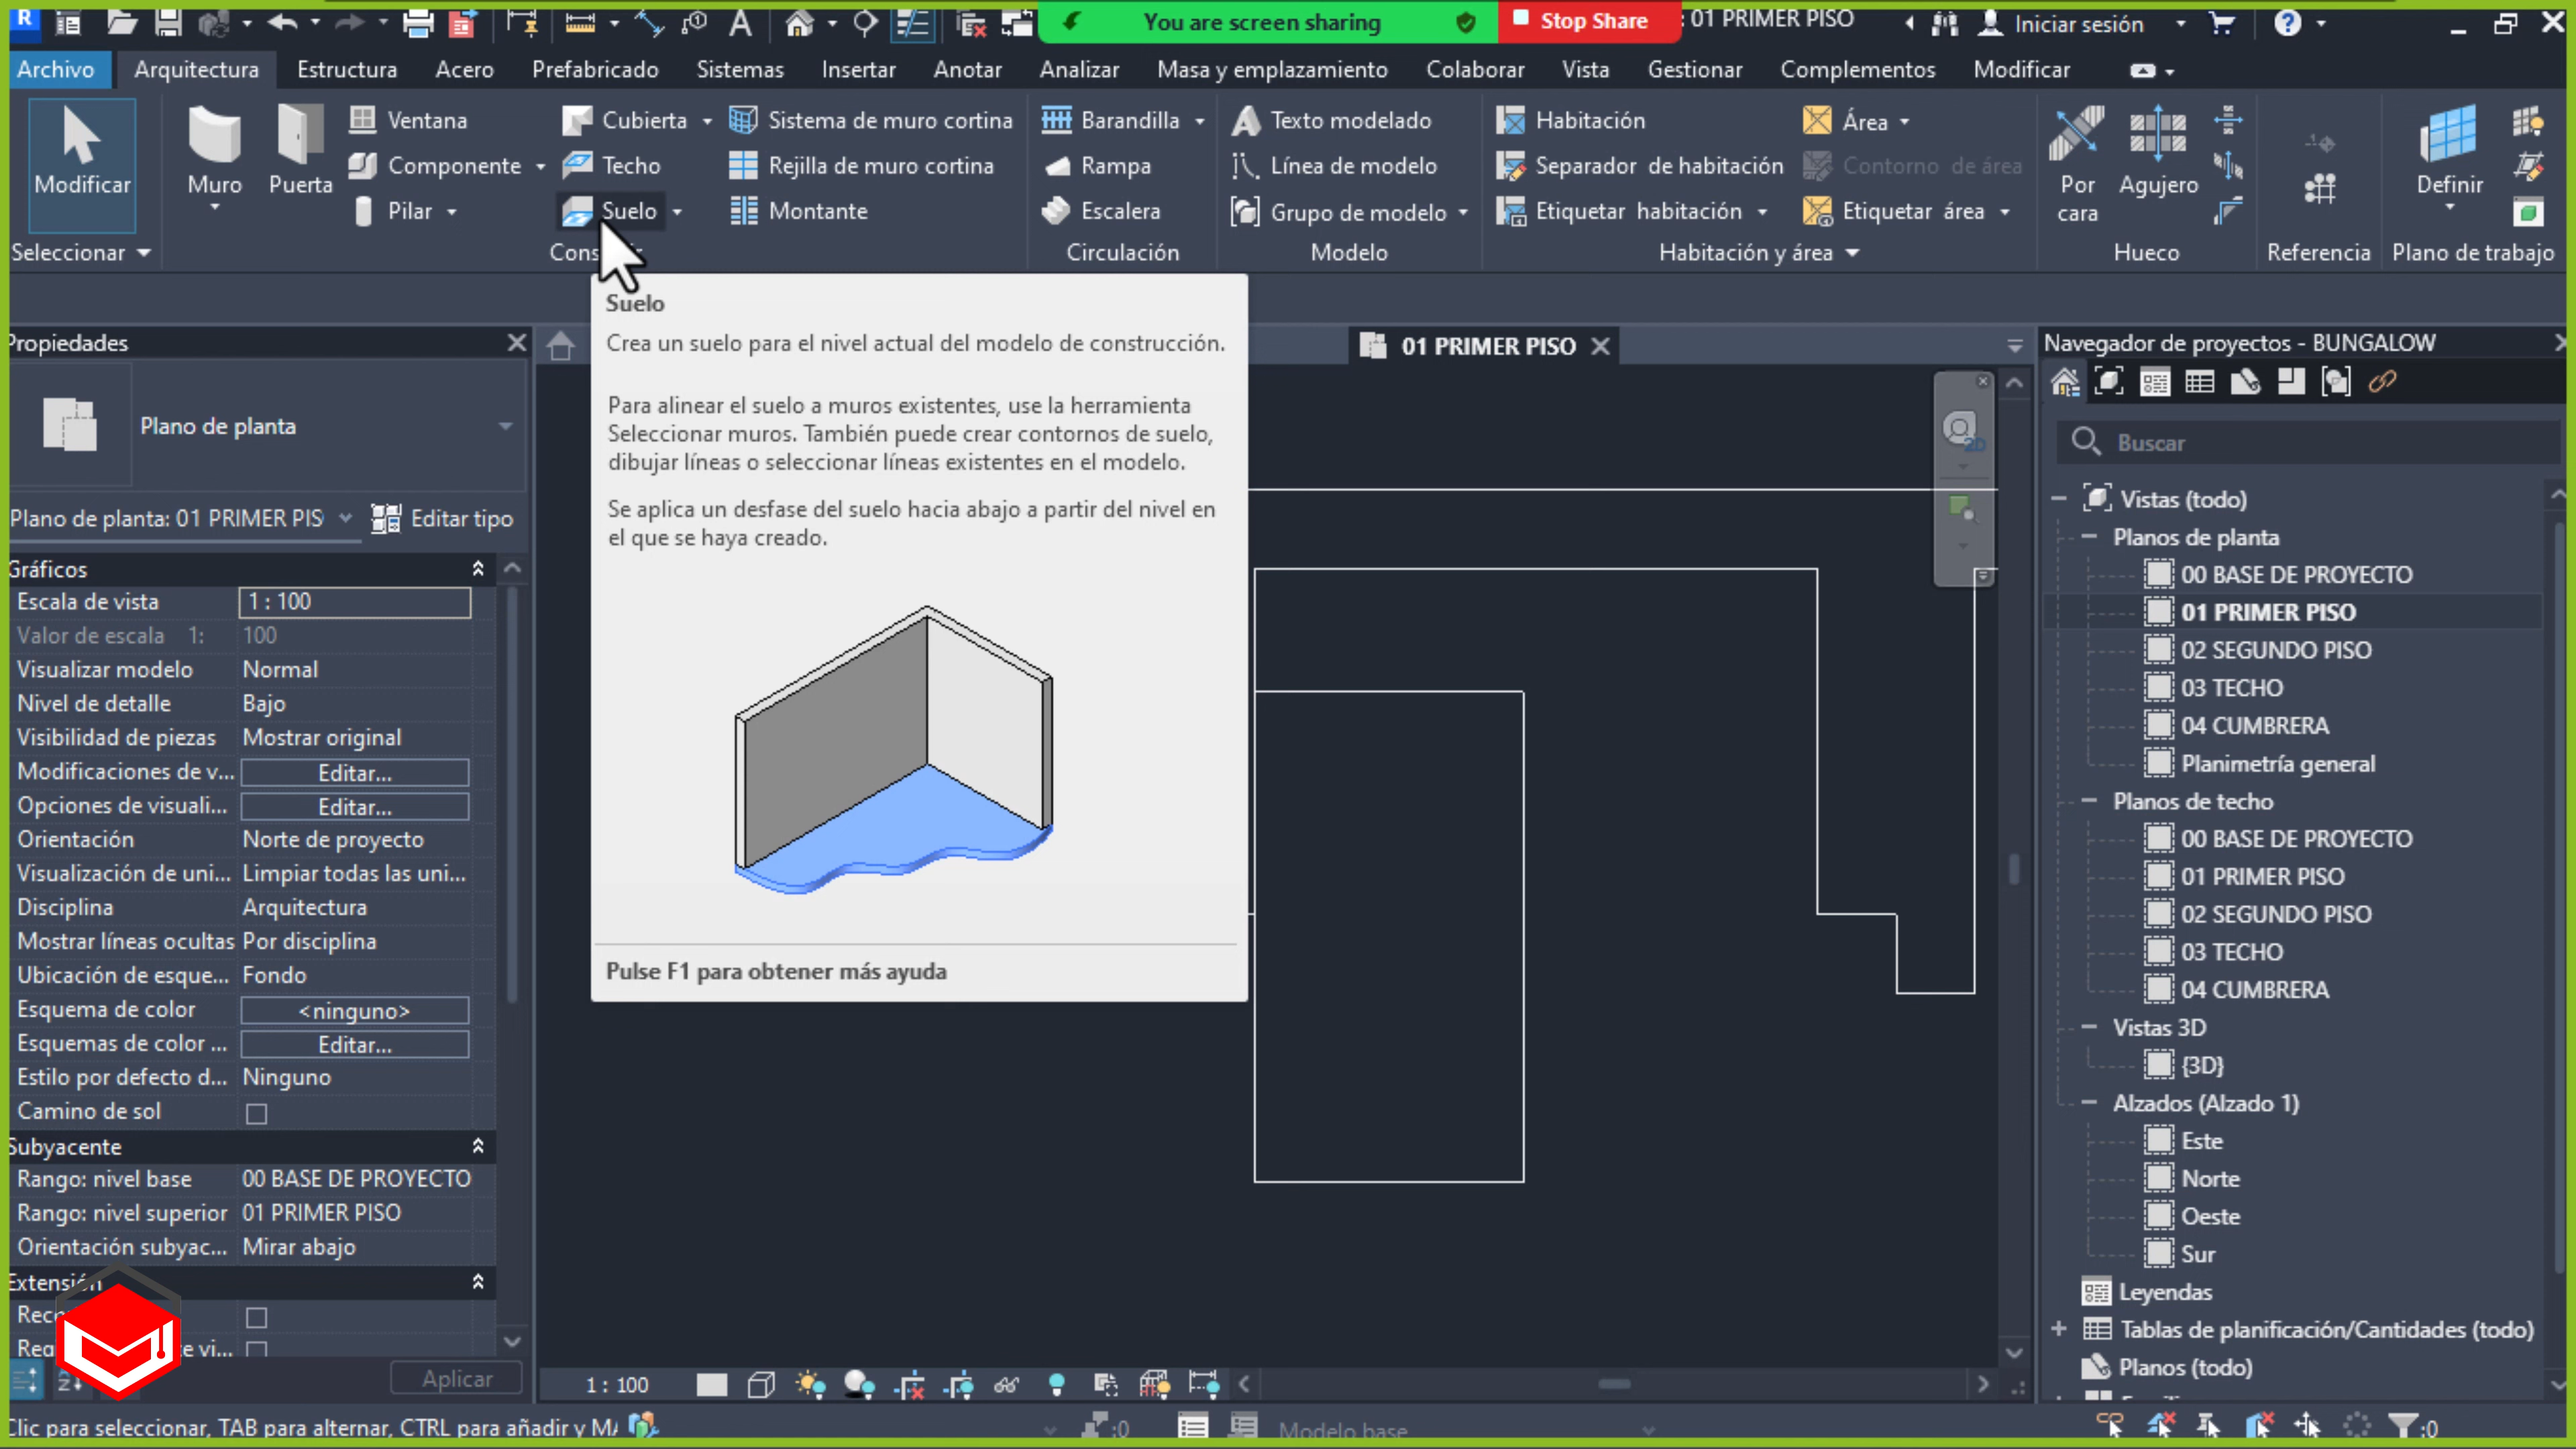 You are screen sharing
Stop Share
: 01 PRIMER PISO
Iniciar sesión
Archivo
Arquitectura
Estructura
Acero
Prefabricado
Sistemas
Insertar
Anotar
Analizar
Masa y emplazamiento
Colaborar
Vista
Gestionar
Complementos
Modificar
Modificar
Muro
Puerta
Ventana
Componente
Pilar
Cubierta
Techo
Suelo
Sistema de muro cortina
Rejilla de muro cortina
Montante
Barandilla
Rampa
Escalera
Texto modelado
Línea de modelo
Grupo de modelo
Habitación
Separador de habitación
Etiquetar habitación
Área
Contorno de área
Etiquetar área
Por cara
Agujero
Definir
Seleccionar
Circulación
Modelo
Habitación y área
Hueco
Referencia
Plano de trabajo
Suelo
Crea un suelo para el nivel actual del modelo de construcción.
Para alinear el suelo a muros existentes, use la herramienta
Seleccionar muros. También puede crear contornos de suelo,
dibujar líneas o seleccionar líneas existentes en el modelo.
Se aplica un desfase del suelo hacia abajo a partir del nivel en
el que se haya creado.
Pulse F1 para obtener más ayuda
Propiedades
Plano de planta
Plano de planta: 01 PRIMER PIS
Editar tipo
Gráficos
Escala de vista 1 : 100
Valor de escala 1: 100
Visualizar modelo Normal
Nivel de detalle Bajo
Visibilidad de piezas Mostrar original
Modificaciones de v... Editar...
Opciones de visuali... Editar...
Orientación Norte de proyecto
Visualización de uni... Limpiar todas las uni...
Disciplina Arquitectura
Mostrar líneas ocultas Por disciplina
Ubicación de esque... Fondo
Esquema de color <ninguno>
Esquemas de color ... Editar...
Estilo por defecto d... Ninguno
Camino de sol
Subyacente
Rango: nivel base 00 BASE DE PROYECTO
Rango: nivel superior 01 PRIMER PISO
Orientación subyac... Mirar abajo
Extensión
Aplicar
01 PRIMER PISO
2D
1 : 100
Navegador de proyectos - BUNGALOW
Buscar
Vistas (todo)
Planos de planta
00 BASE DE PROYECTO
01 PRIMER PISO
02 SEGUNDO PISO
03 TECHO
04 CUMBRERA
Planimetría general
Planos de techo
00 BASE DE PROYECTO
01 PRIMER PISO
02 SEGUNDO PISO
03 TECHO
04 CUMBRERA
Vistas 3D
{3D}
Alzados (Alzado 1)
Este
Norte
Oeste
Sur
Leyendas
Tablas de planificación/Cantidades (todo)
Planos (todo)
Clic para seleccionar, TAB para alternar, CTRL para añadir y
:0
Modelo base
:0